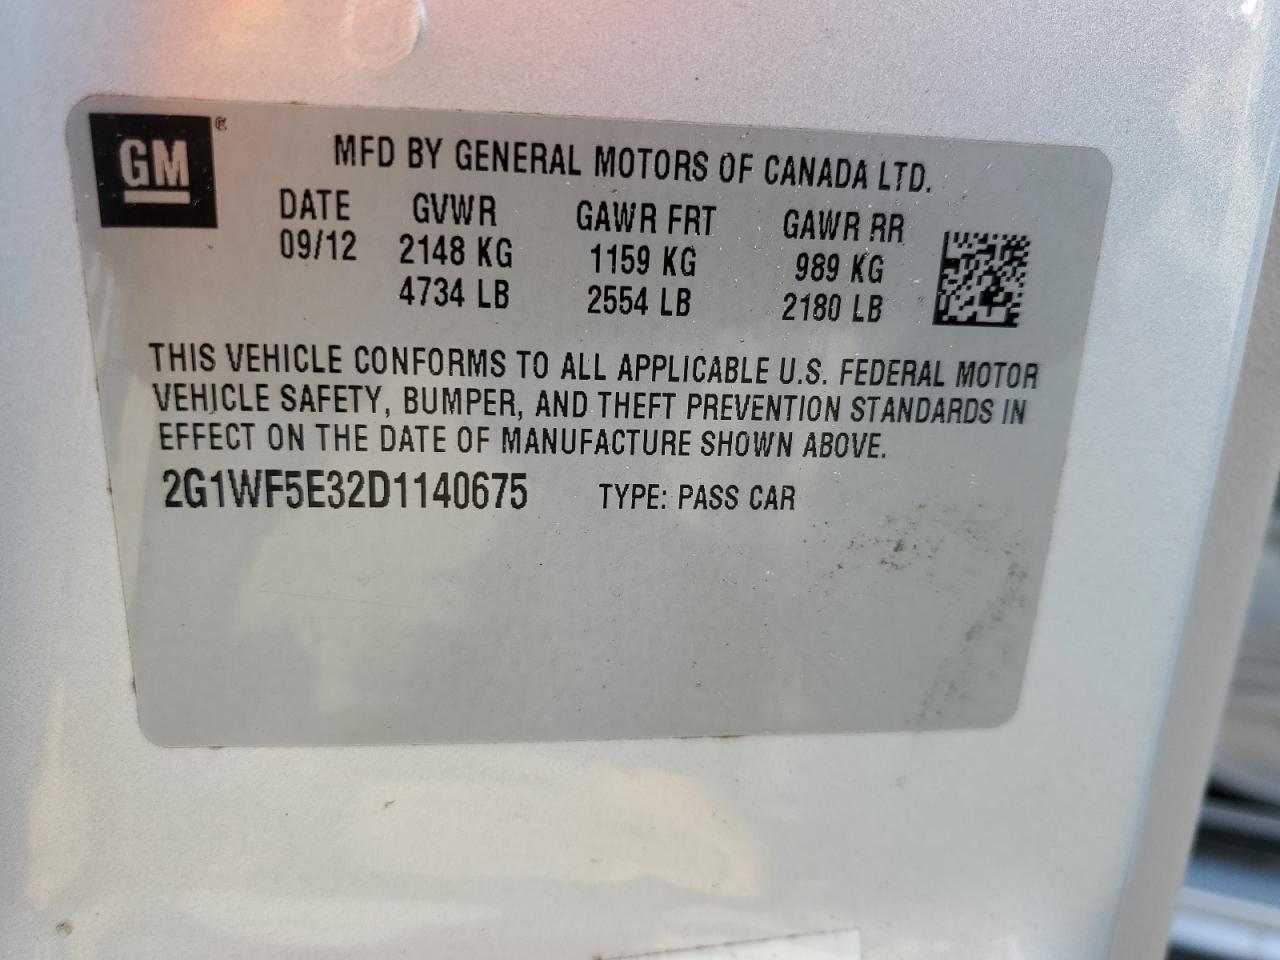 GM®
MFD BY GENERAL MOTORS OF CANADA LTD.
DATE GVWR GAWR FRT GAWR RR
09/12 2148 KG 1159 KG 989 KG
4734 LB 2554 LB 2180 LB
THIS VEHICLE CONFORMS TO ALL APPLICABLE U.S. FEDERAL MOTOR
VEHICLE SAFETY, BUMPER, AND THEFT PREVENTION STANDARDS IN
EFFECT ON THE DATE OF MANUFACTURE SHOWN ABOVE.
2G1WF5E32D1140675 TYPE: PASS CAR